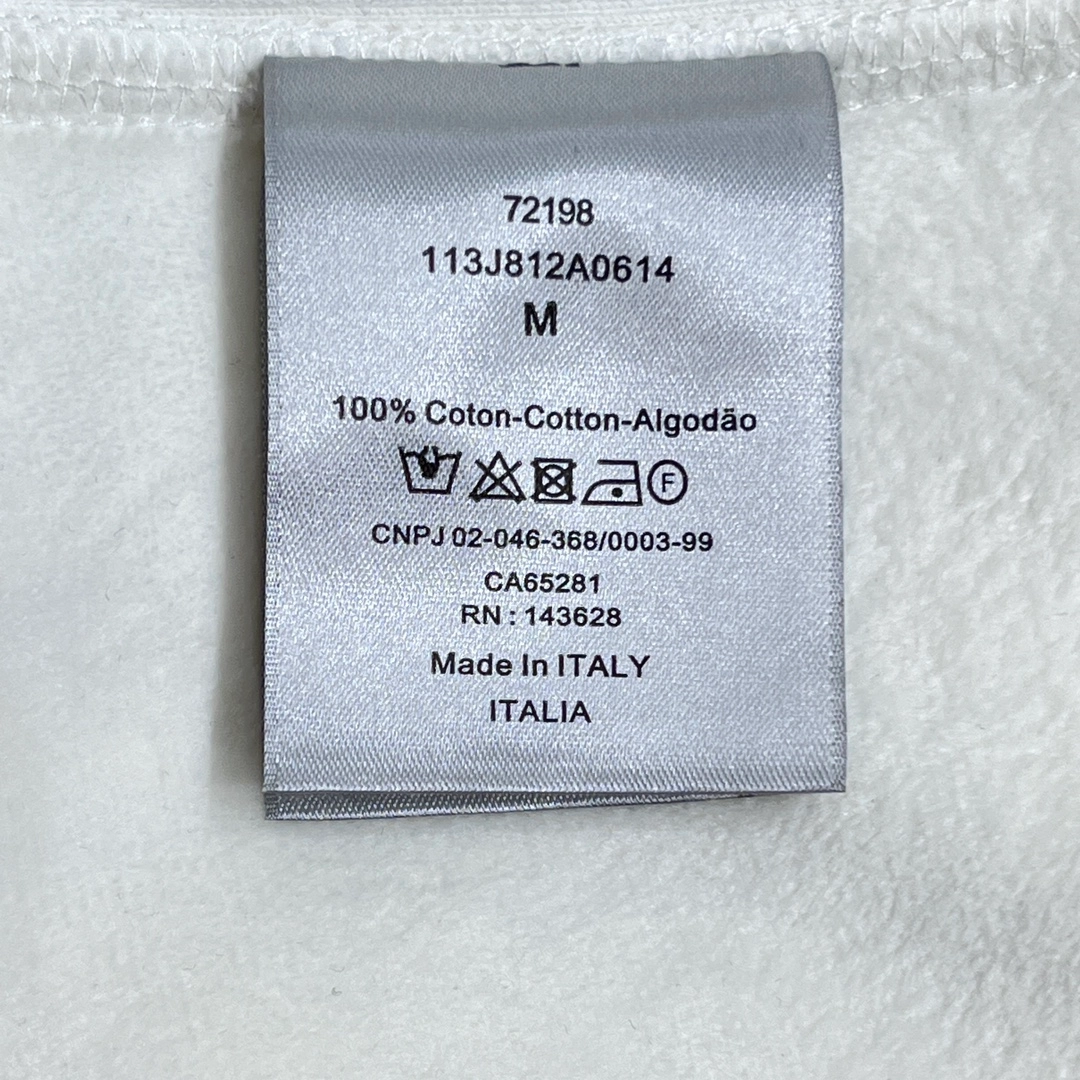 72198
113J812A0614
M
100% Coton-Cotton-Algodão
F
CNPJ 02-046-368/0003-99
CA65281
RN : 143628
Made In ITALY
ITALIA